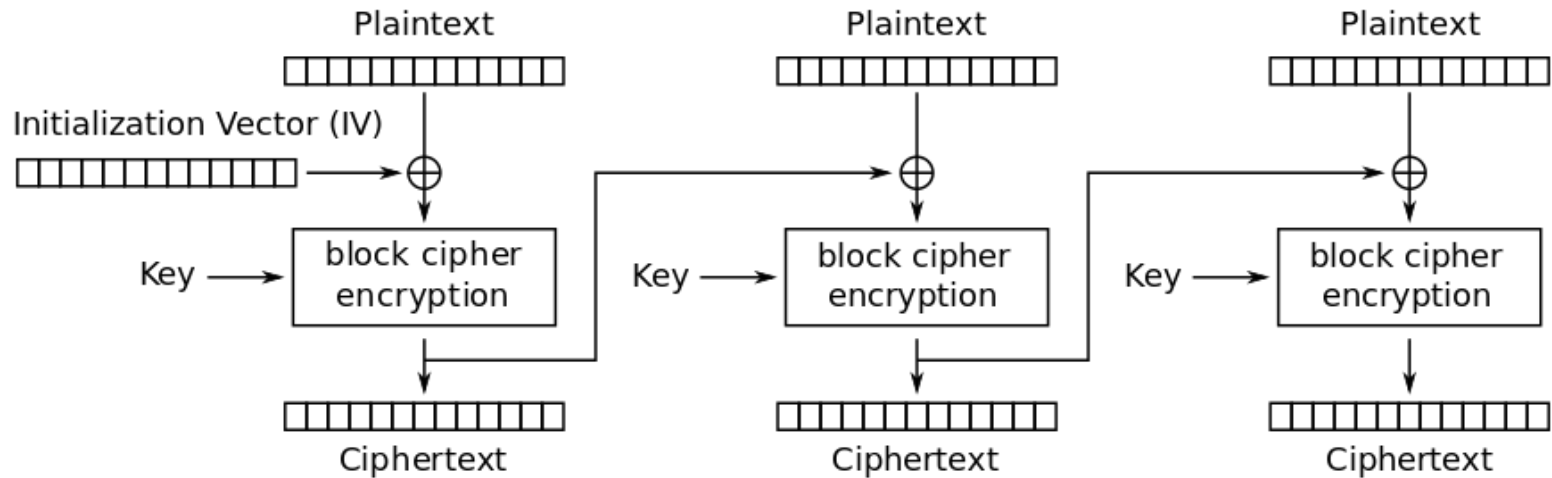 Plaintext
Plaintext
Plaintext
Initialization Vector (IV)
Key
block cipher
encryption
Key
block cipher
encryption
Key
block cipher
encryption
Ciphertext
Ciphertext
Ciphertext